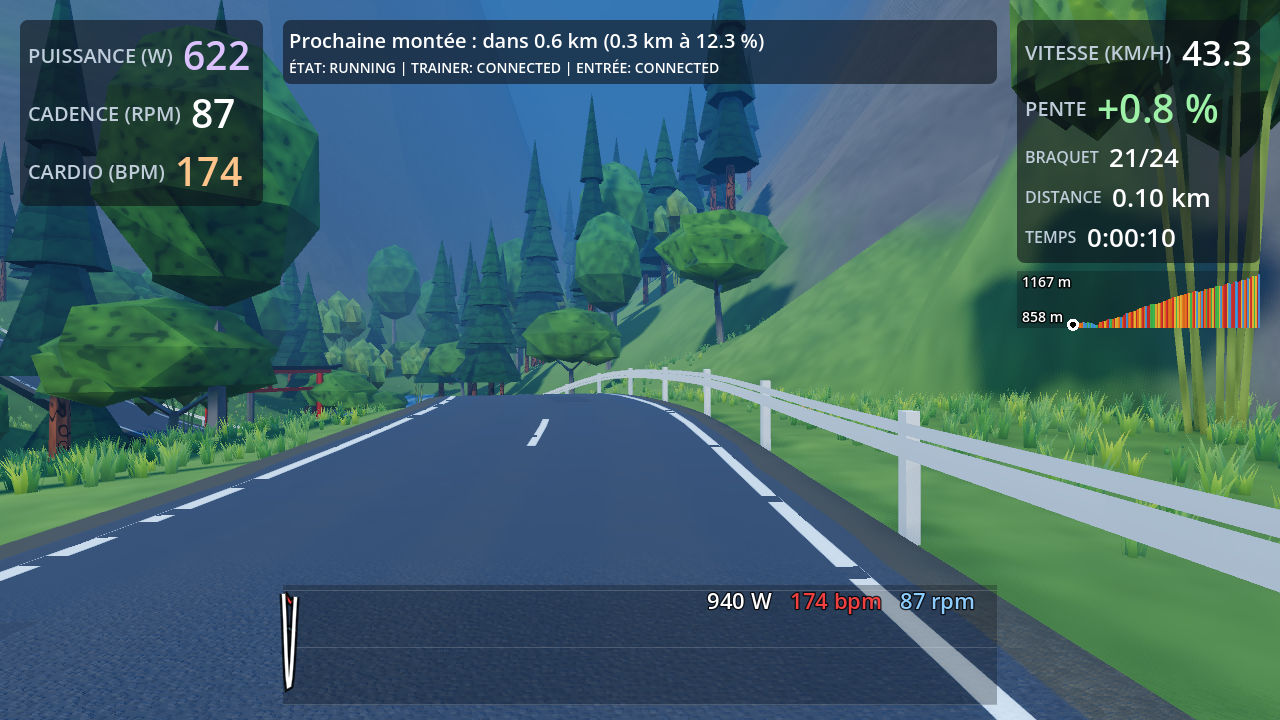 PUISSANCE (W) 622
CADENCE (RPM) 87
CARDIO (BPM) 174
Prochaine montée : dans 0.6 km (0.3 km à 12.3 %)
ÉTAT: RUNNING | TRAINER: CONNECTED | ENTRÉE: CONNECTED
VITESSE (KM/H) 43.3
PENTE +0.8 %
BRAQUET 21/24
DISTANCE 0.10 km
TEMPS 0:00:10
1167 m
858 m
940 W 174 bpm 87 rpm